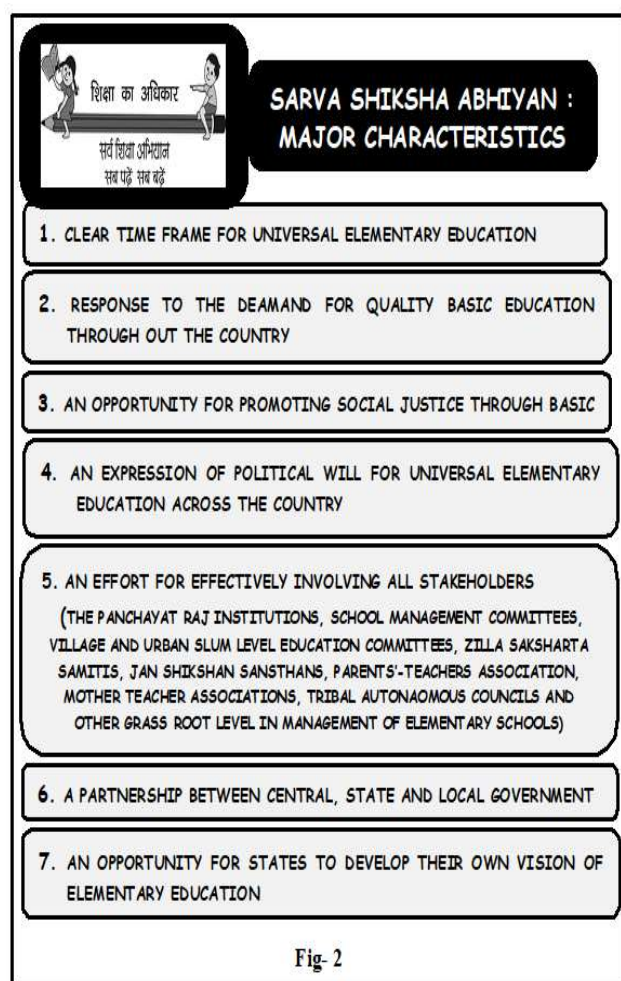 शिक्षा का अधिकार
सर्व शिक्षा अभियान
सब पढ़ें सब बढ़ें
SARVA SHIKSHA ABHIYAN :
MAJOR CHARACTERISTICS
1. CLEAR TIME FRAME FOR UNIVERSAL ELEMENTARY EDUCATION
2. RESPONSE TO THE DEAMAND FOR QUALITY BASIC EDUCATION
THROUGH OUT THE COUNTRY
3. AN OPPORTUNITY FOR PROMOTING SOCIAL JUSTICE THROUGH BASIC
4. AN EXPRESSION OF POLITICAL WILL FOR UNIVERSAL ELEMENTARY
EDUCATION ACROSS THE COUNTRY
5. AN EFFORT FOR EFFECTIVELY INVOLVING ALL STAKEHOLDERS
(THE PANCHAYAT RAJ INSTITUTIONS, SCHOOL MANAGEMENT COMMITTEES,
VILLAGE AND URBAN SLUM LEVEL EDUCATION COMMITTEES, ZILLA SAKSHARTA
SAMITIS, JAN SHIKSHAN SANSTHANS, PARENTS'-TEACHERS ASSOCIATION,
MOTHER TEACHER ASSOCIATIONS, TRIBAL AUTONAOMOUS COUNCILS AND
OTHER GRASS ROOT LEVEL IN MANAGEMENT OF ELEMENTARY SCHOOLS)
6. A PARTNERSHIP BETWEEN CENTRAL, STATE AND LOCAL GOVERNMENT
7. AN OPPORTUNITY FOR STATES TO DEVELOP THEIR OWN VISION OF
ELEMENTARY EDUCATION
Fig- 2